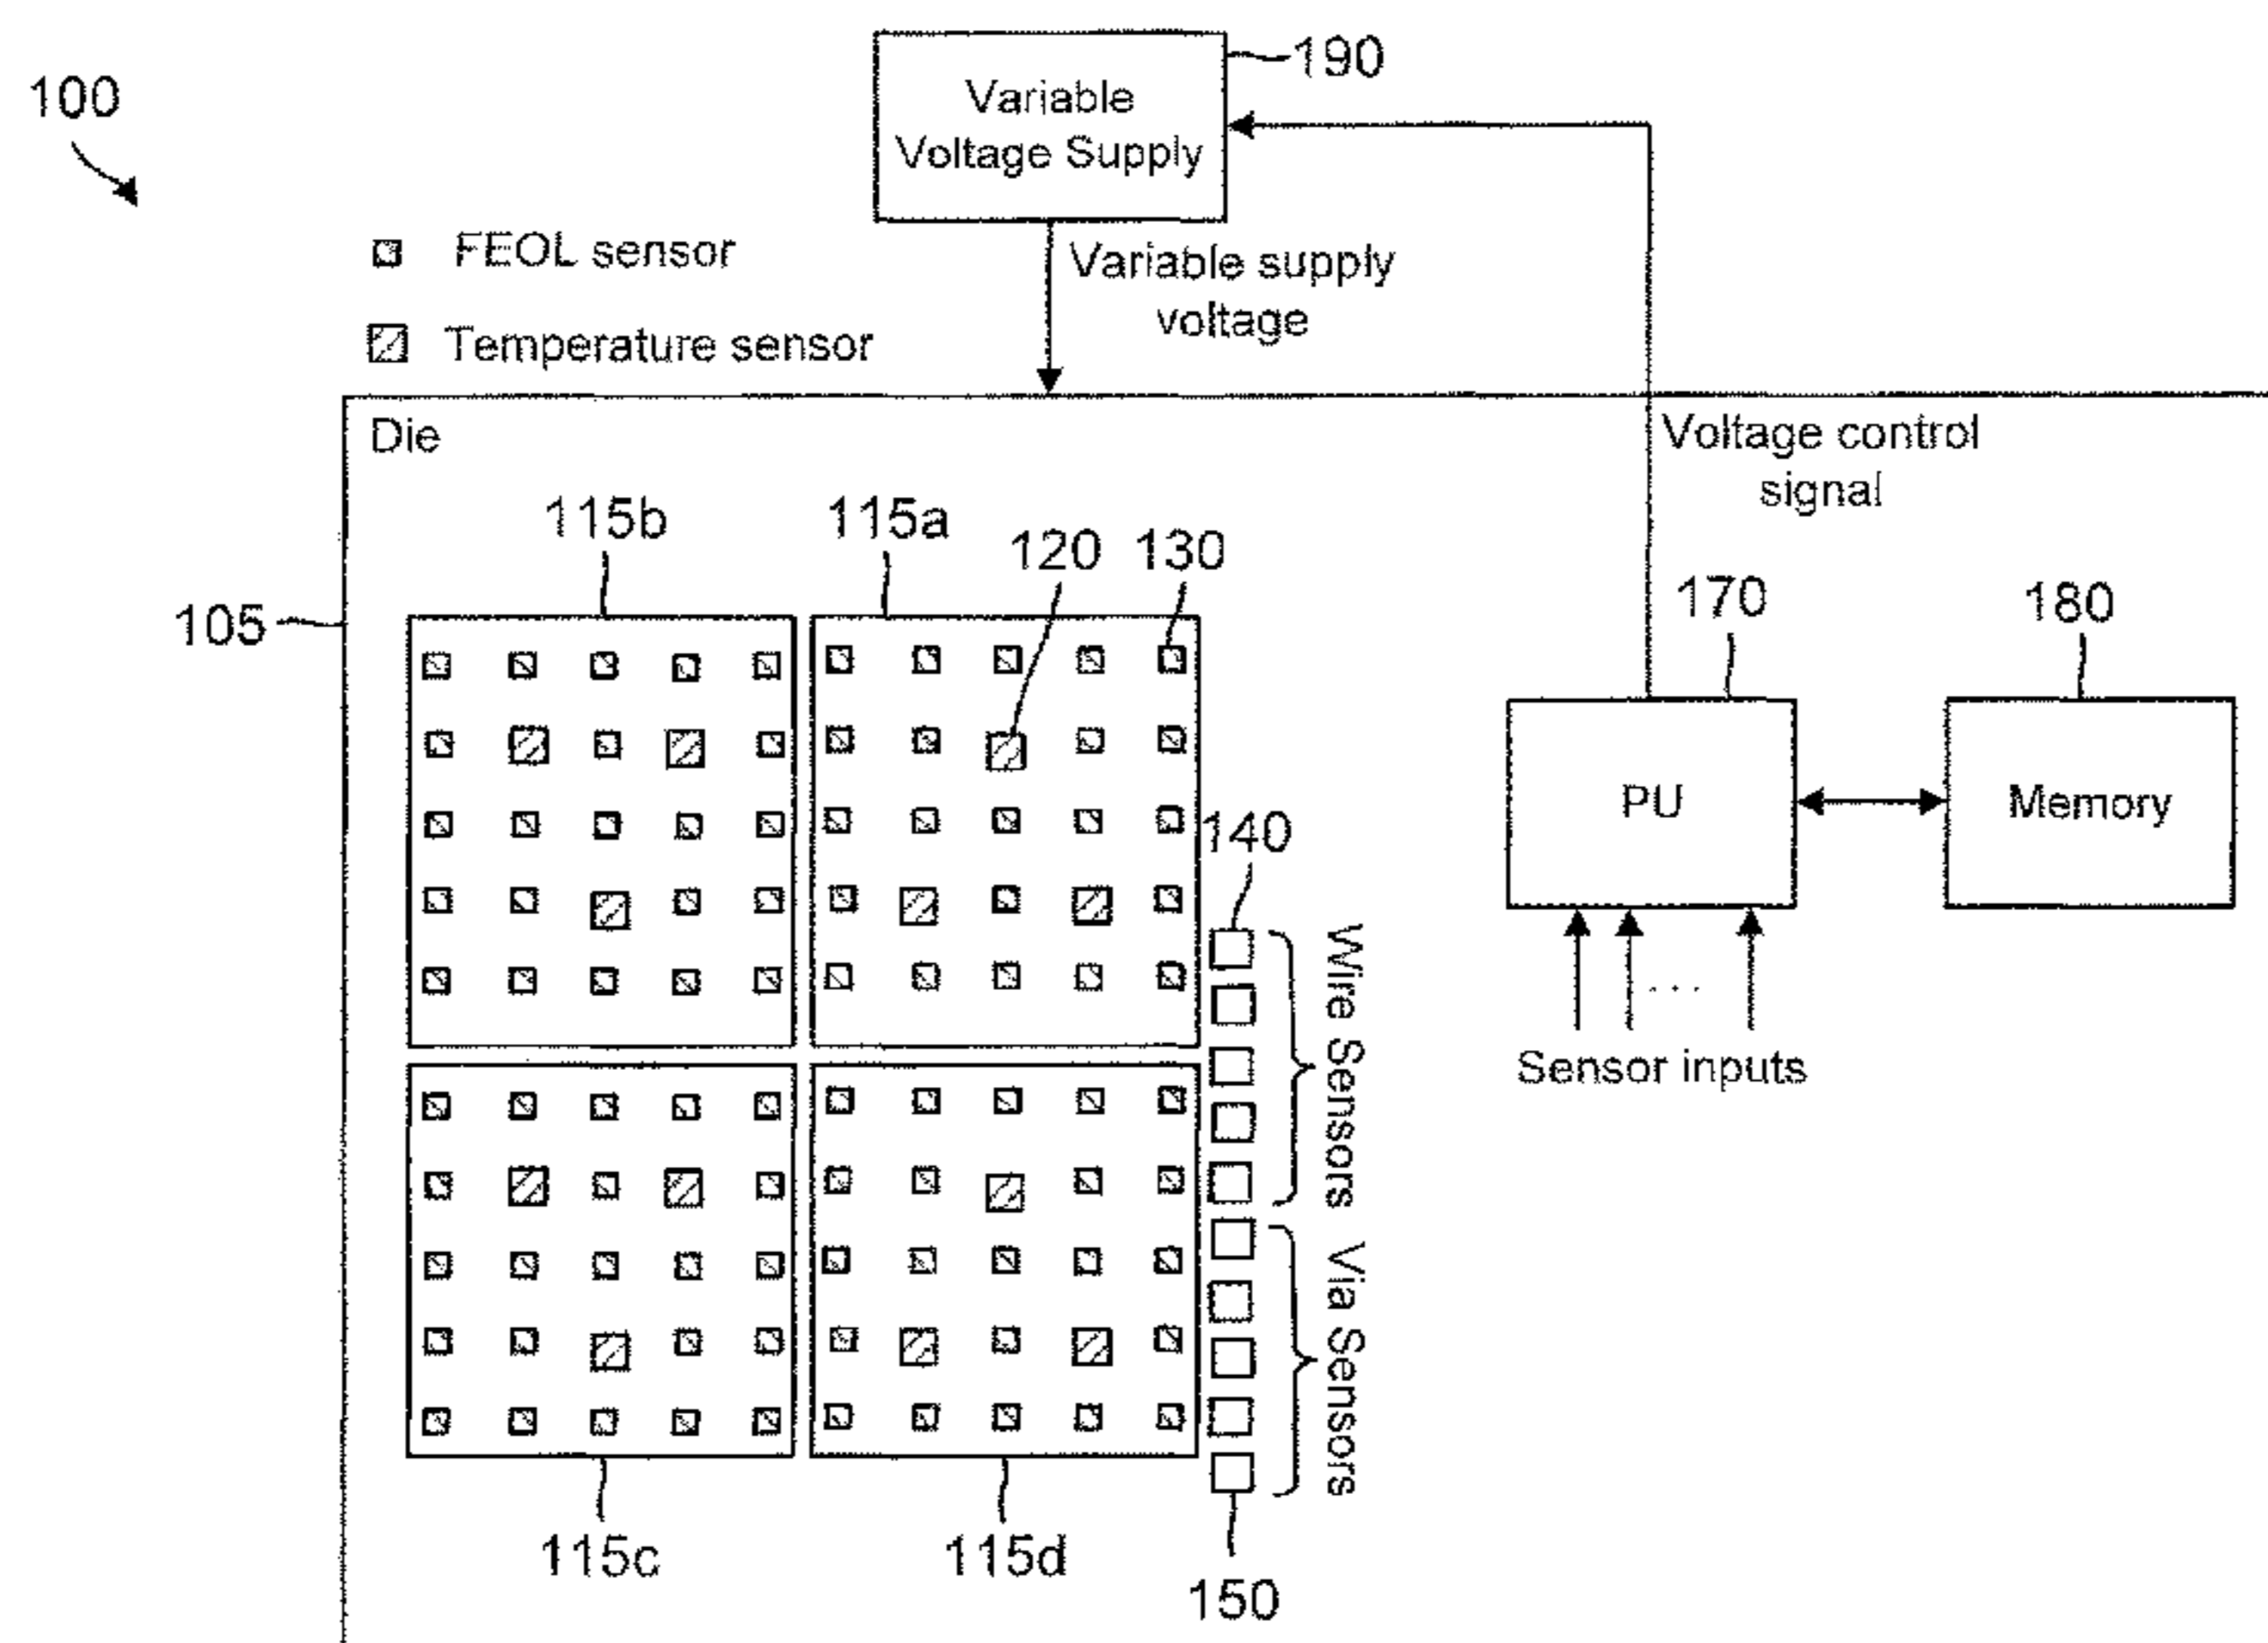 190
100
Variable
Voltage Supply
FEOL sensor
Variable supply
voltage
Temperature sensor
Die
Voltage control
signal
115b
115a
120
130
105
170
180
140
PU
Memory
Wire Sensors
Sensor inputs
Via Sensors
115c
115d
150